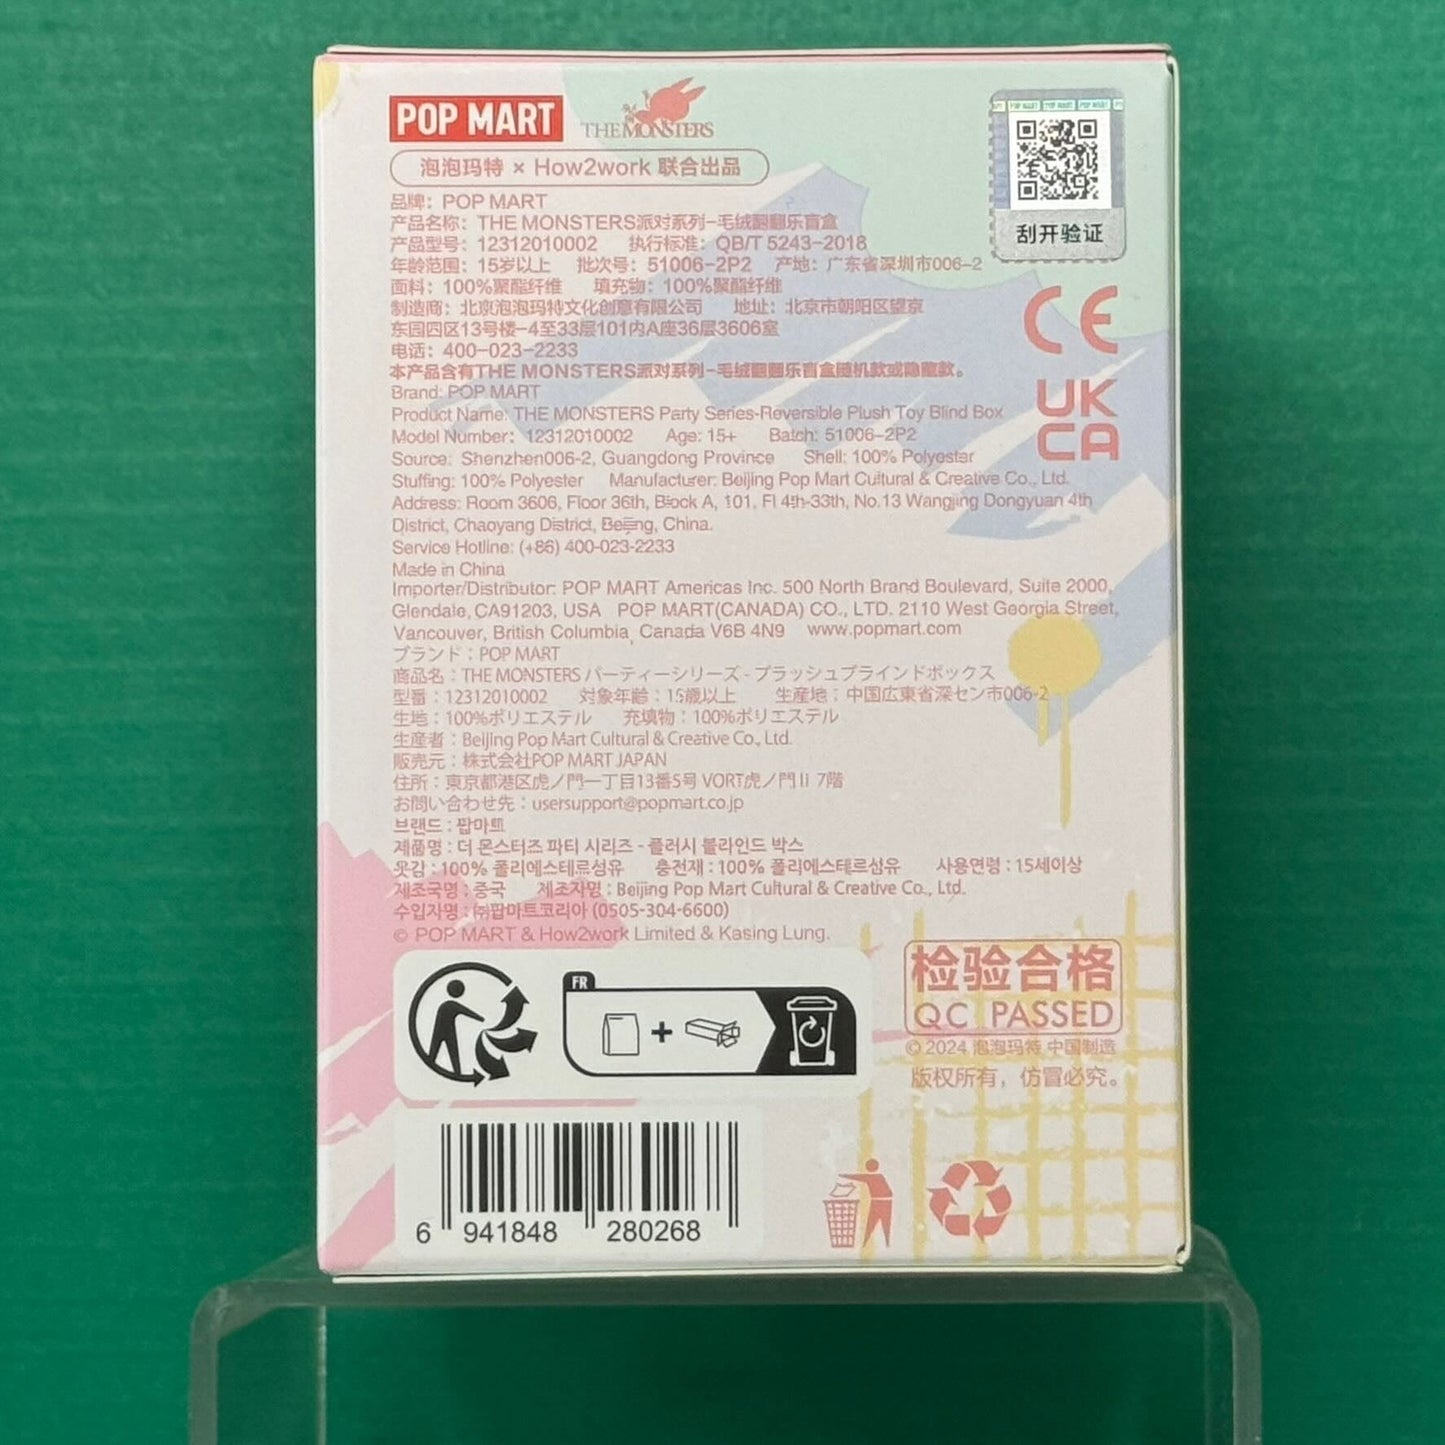 POP MART THE MONSTERS
泡泡玛特 × How2work 联合出品
品牌：POP MART
产品名称：THE MONSTERS派对系列-毛绒翻翻乐盲盒
产品型号：12312010002 执行标准：QB/T 5243-2018
年龄范围：15岁以上 批次号：51006-2P2 产地：广东省深圳市006-2
面料：100%聚酯纤维 填充物：100%聚酯纤维
制造商：北京泡泡玛特文化创意有限公司 地址：北京市朝阳区望京
东园四区13号楼-4至33层101内A座36层3606室
电话：400-023-2233
本产品含有THE MONSTERS派对系列-毛绒翻翻乐盲盒随机款或隐藏款。
Brand: POP MART
Product Name: THE MONSTERS Party Series-Reversible Plush Toy Blind Box
Model Number: 12312010002 Age: 15+ Batch: 51006-2P2
Source: Shenzhen006-2, Guangdong Province Shell: 100% Polyester
Stuffing: 100% Polyester Manufacturer: Beijing Pop Mart Cultural & Creative Co., Ltd.
Address: Room 3606, Floor 36th, Block A, 101, Fl 4th-33th, No.13 Wangjing Dongyuan 4th
District, Chaoyang District, Beijing, China.
Service Hotline: (+86) 400-023-2233
Made in China
Importer/Distributor: POP MART Americas Inc. 500 North Brand Boulevard, Suite 2000,
Glendale, CA91203, USA POP MART(CANADA) CO., LTD. 2110 West Georgia Street,
Vancouver, British Columbia, Canada V6B 4N9 www.popmart.com
ブランド：POP MART
商品名：THE MONSTERS パーティーシリーズ - プラッシュブラインドボックス
型番：12312010002 対象年齢：15歳以上 生産地：中国広東省深セン市006-2
生地：100%ポリエステル 充填物：100%ポリエステル
生産者：Beijing Pop Mart Cultural & Creative Co., Ltd.
販売元：株式会社POP MART JAPAN
住所：東京都港区虎ノ門一丁目13番5号 VORT虎ノ門 ii 7階
お問い合わせ先：usersupport@popmart.co.jp
브랜드 : 팝마트
제품명 : 더 몬스터즈 파티 시리즈 - 플러시 블라인드 박스
옷감 : 100% 폴리에스테르섬유 충전재 : 100% 폴리에스테르섬유 사용연령 : 15세이상
제조국명 : 중국 제조자명 : Beijing Pop Mart Cultural & Creative Co., Ltd.
수입자명 : ㈜팝마트코리아 (0505-304-6600)
© POP MART & How2work Limited & Kasing Lung.
POP MART POP MART POP MART
刮开验证
CE
UK
CA
FR
检验合格
QC PASSED
© 2024 泡泡玛特 中国制造
版权所有，仿冒必究。
6 941848 280268